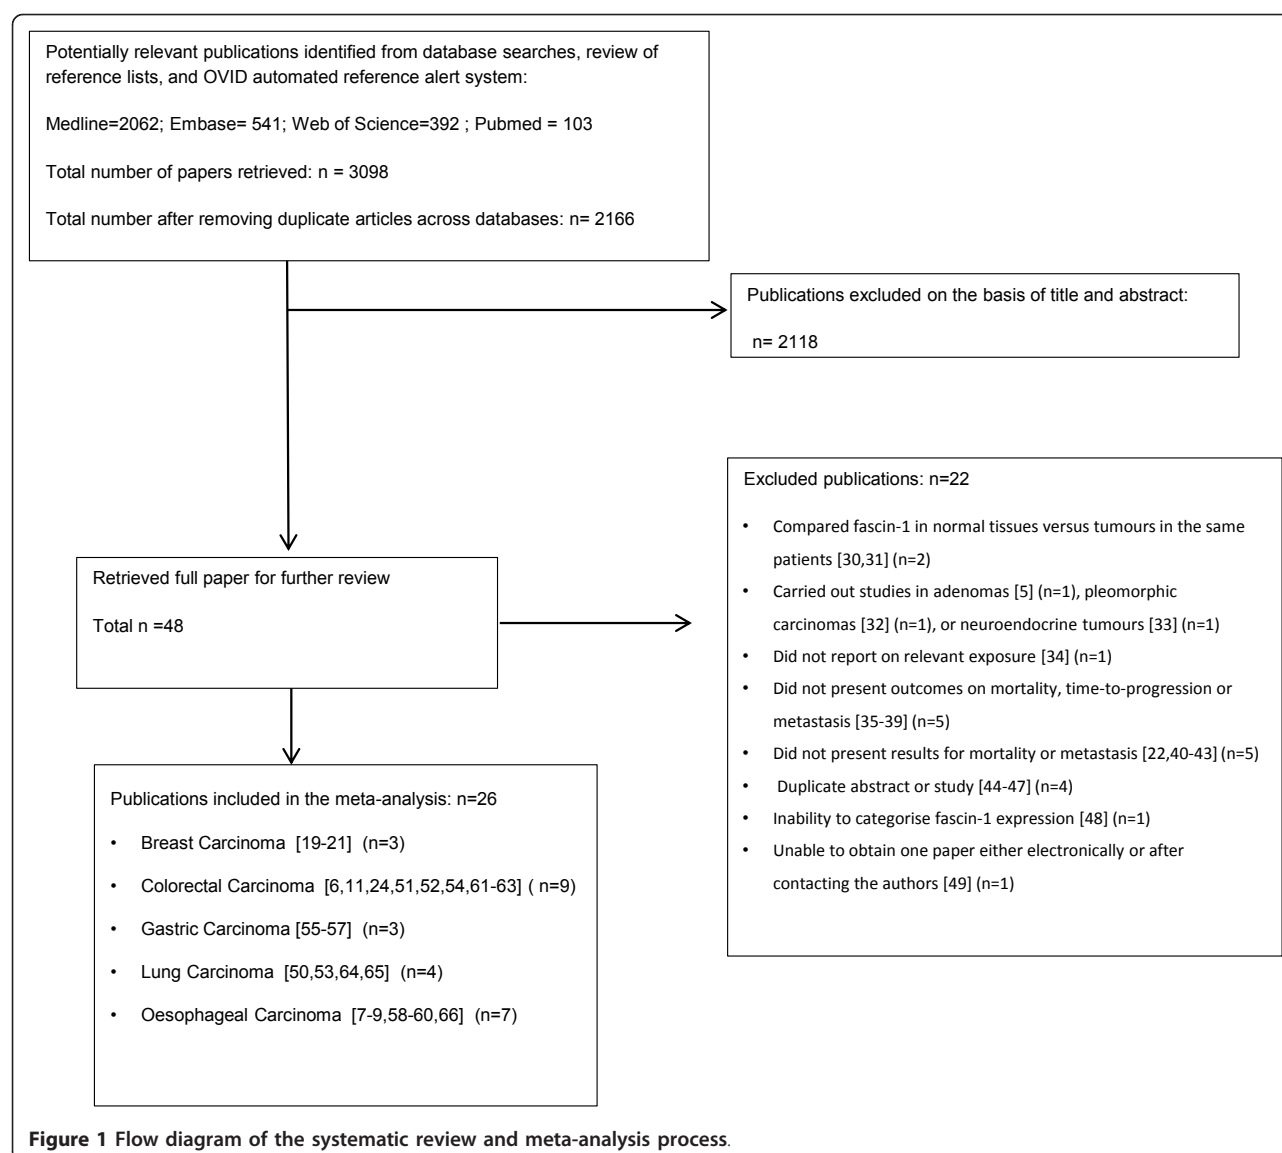 Potentially relevant publications identified from database searches, review of
reference lists, and OVID automated reference alert system:
Medline=2062; Embase= 541; Web of Science=392 ; Pubmed = 103
Total number of papers retrieved: n = 3098
Total number after removing duplicate articles across databases: n= 2166
Publications excluded on the basis of title and abstract:
n= 2118
Retrieved full paper for further review
Total n =48
Excluded publications: n=22
• Compared fascin-1 in normal tissues versus tumours in the same
patients [30,31] (n=2)
• Carried out studies in adenomas [5] (n=1), pleomorphic
carcinomas [32] (n=1), or neuroendocrine tumours [33] (n=1)
• Did not report on relevant exposure [34] (n=1)
• Did not present outcomes on mortality, time-to-progression or
metastasis [35-39] (n=5)
• Did not present results for mortality or metastasis [22,40-43] (n=5)
• Duplicate abstract or study [44-47] (n=4)
• Inability to categorise fascin-1 expression [48] (n=1)
• Unable to obtain one paper either electronically or after
contacting the authors [49] (n=1)
Publications included in the meta-analysis: n=26
• Breast Carcinoma [19-21] (n=3)
• Colorectal Carcinoma [6,11,24,51,52,54,61-63] ( n=9)
• Gastric Carcinoma [55-57] (n=3)
• Lung Carcinoma [50,53,64,65] (n=4)
• Oesophageal Carcinoma [7-9,58-60,66] (n=7)
Figure 1 Flow diagram of the systematic review and meta-analysis process.